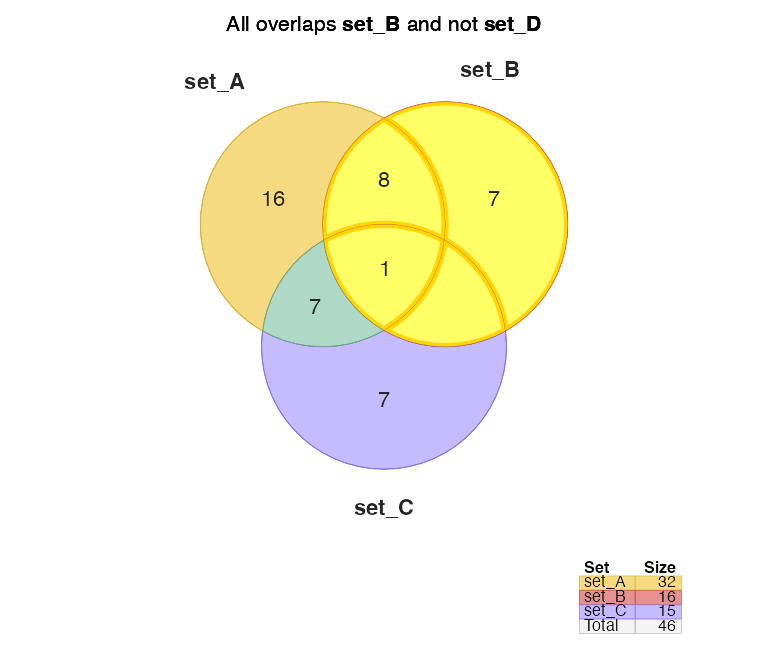 All overlaps set_B and not set_D
set_B
set_A
8
16
7
1
7
7
set_C
Set Size
set_A 32
set_B 16
set_C 15
Total 46